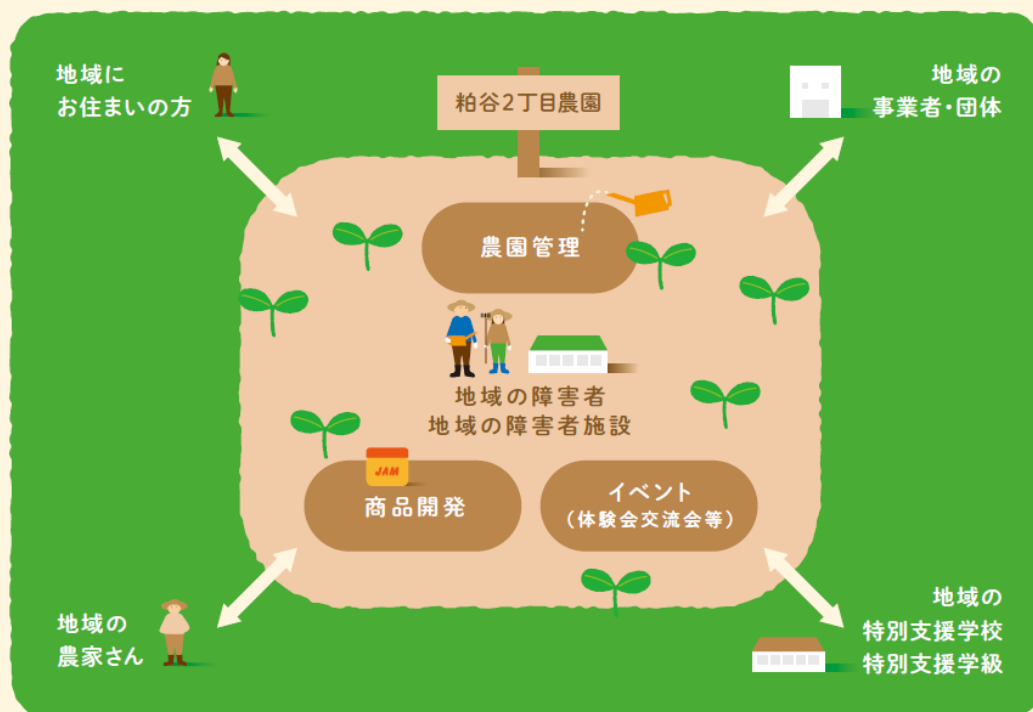 地域に
お住まいの方
粕谷2丁目農園
地域の
事業者・団体
農園管理
地域の障害者
地域の障害者施設
JAM
商品開発
イベント
（体験会交流会等）
地域の
農家さん
地域の
特別支援学校
特別支援学級